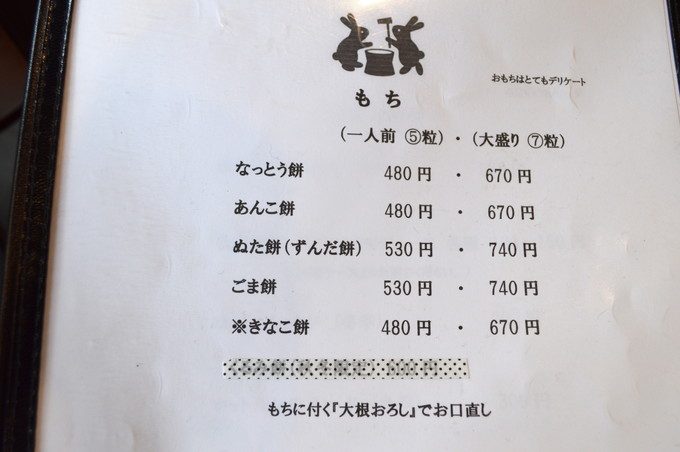 おもちはとてもデリケート
もち
(一人前 ⑤粒)・(大盛り ⑦粒)
なっとう餅 480円 ・ 670円
あんこ餅 480円 ・ 670円
ぬた餅(ずんだ餅) 530円 ・ 740円
ごま餅 530円 ・ 740円
※きなこ餅 480円 ・ 670円
もちに付く『大根おろし』でお口直し